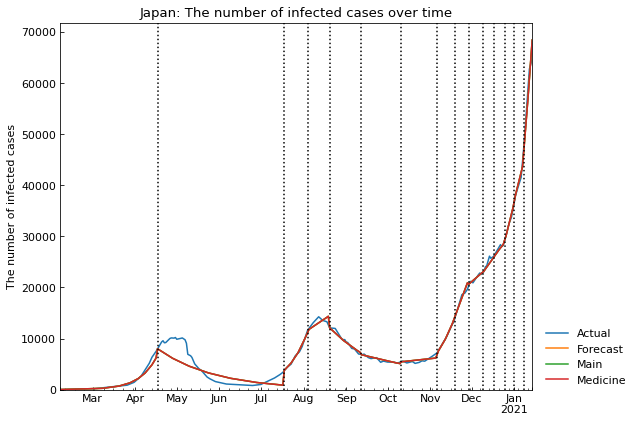 Japan: The number of infected cases over time
The number of infected cases
70000
60000
50000
40000
30000
20000
10000
0
Mar Apr May Jun Jul Aug Sep Oct Nov Dec Jan
2021
Actual
Forecast
Main
Medicine